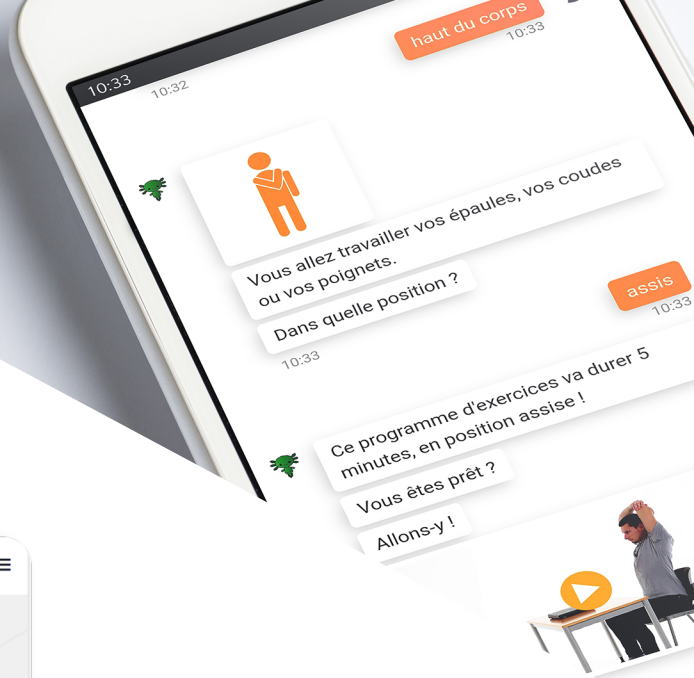 haut du corps
10:33
10:33
10:32
Vous allez travailler vos épaules, vos coudes
ou vos poignets.
Dans quelle position ?
10:33
assis
10:33
Ce programme d'exercices va durer 5
minutes, en position assise !
Vous êtes prêt ?
Allons-y !